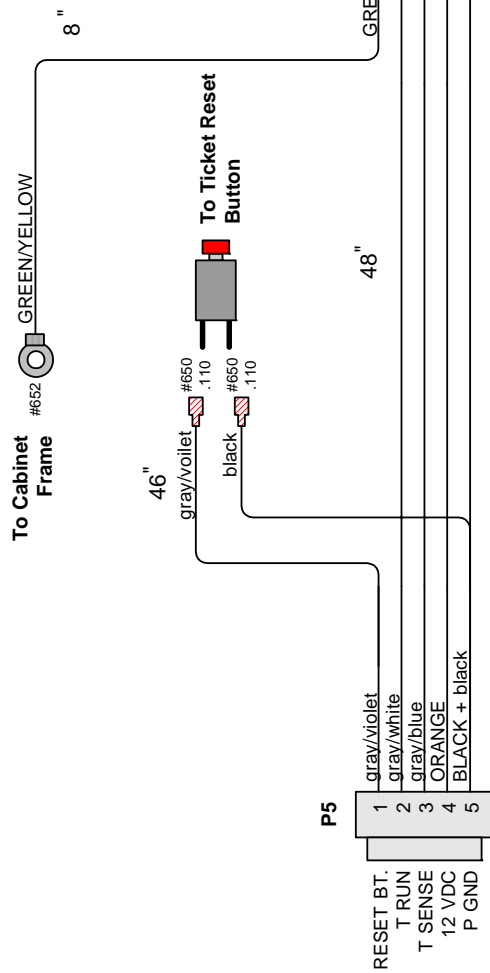 8 "
GREEN/YELLOW
GRE
#652
To Cabinet
Frame
To Ticket Reset
Button
48"
#650
.110
#650
.110
46"
gray/voilet
black
P5
gray/violet
gray/white
gray/blue
ORANGE
BLACK + black
1
2
3
4
5
RESET BT.
T RUN
T SENSE
12 VDC
P GND